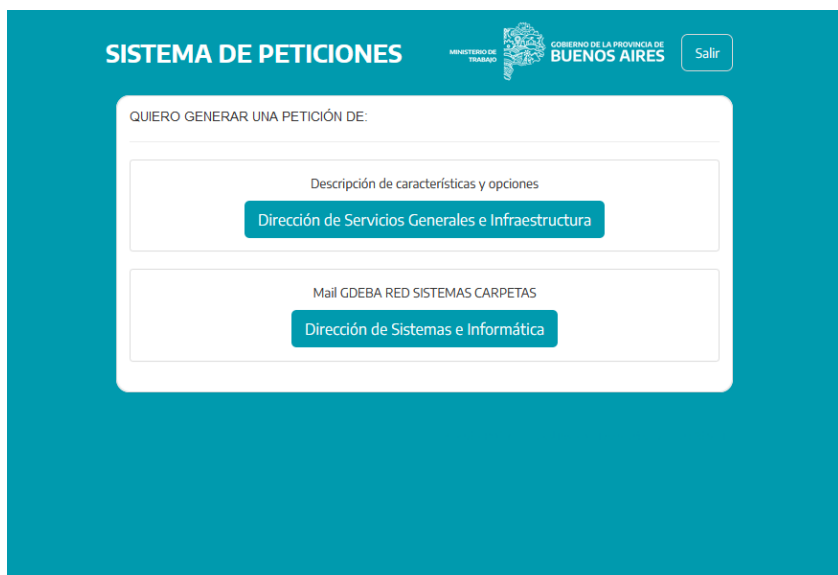 SISTEMA DE PETICIONES
MINISTERIO DE
TRABAJO
GOBIERNO DE LA PROVINCIA DE
BUENOS AIRES
Salir
QUIERO GENERAR UNA PETICIÓN DE:
Descripción de características y opciones
Dirección de Servicios Generales e Infraestructura
Mail GDEBA RED SISTEMAS CARPETAS
Dirección de Sistemas e Informática